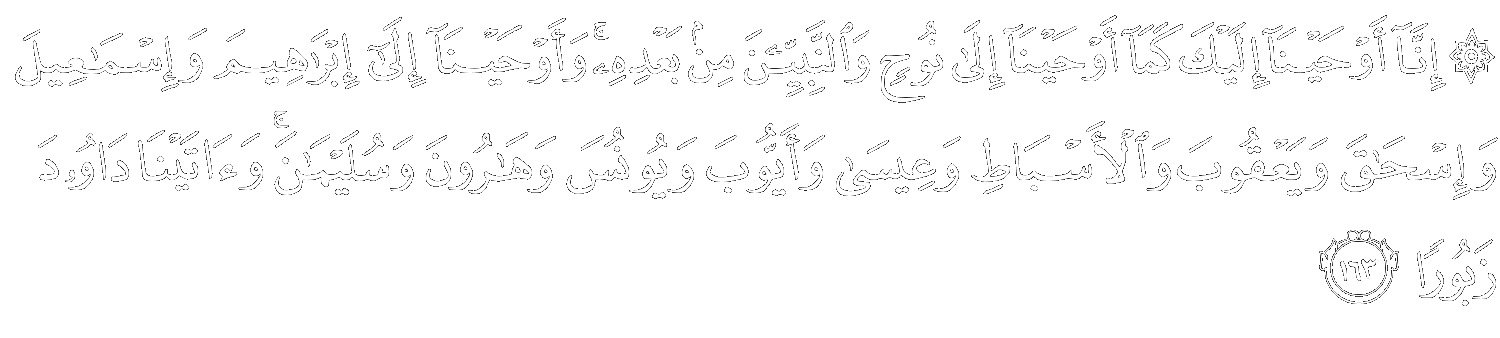 ۞ إِنَّآ أَوْحَيْنَآ إِلَيْكَ كَمَآ أَوْحَيْنَآ إِلَىٰ نُوحٍ وَٱلنَّبِيِّـۧنَ مِنۢ بَعْدِهِۦ ۚ وَأَوْحَيْنَآ إِلَىٰٓ إِبْرَٰهِيمَ وَإِسْمَـٰعِيلَ
وَإِسْحَـٰقَ وَيَعْقُوبَ وَٱلْأَسْبَاطِ وَعِيسَىٰ وَأَيُّوبَ وَيُونُسَ وَهَـٰرُونَ وَسُلَيْمَـٰنَ ۚ وَءَاتَيْنَا دَاوُۥدَ
زَبُورًا ١٦٣